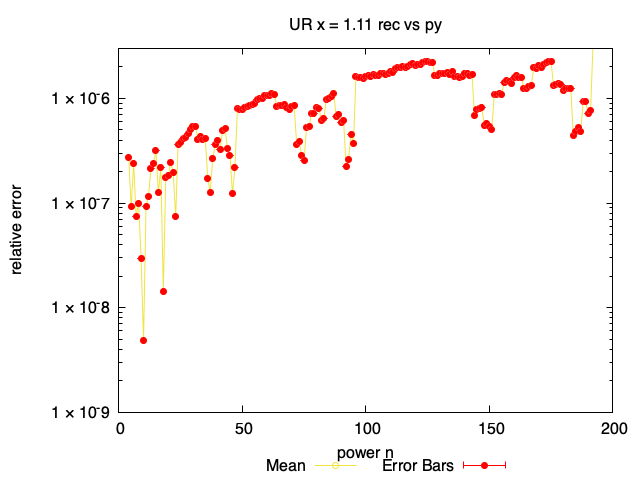 UR x = 1.11 rec vs py
relative error
1 × 10-6
1 × 10-7
1 × 10-8
1 × 10-9
0 50 100 150 200
power n
Mean Error Bars